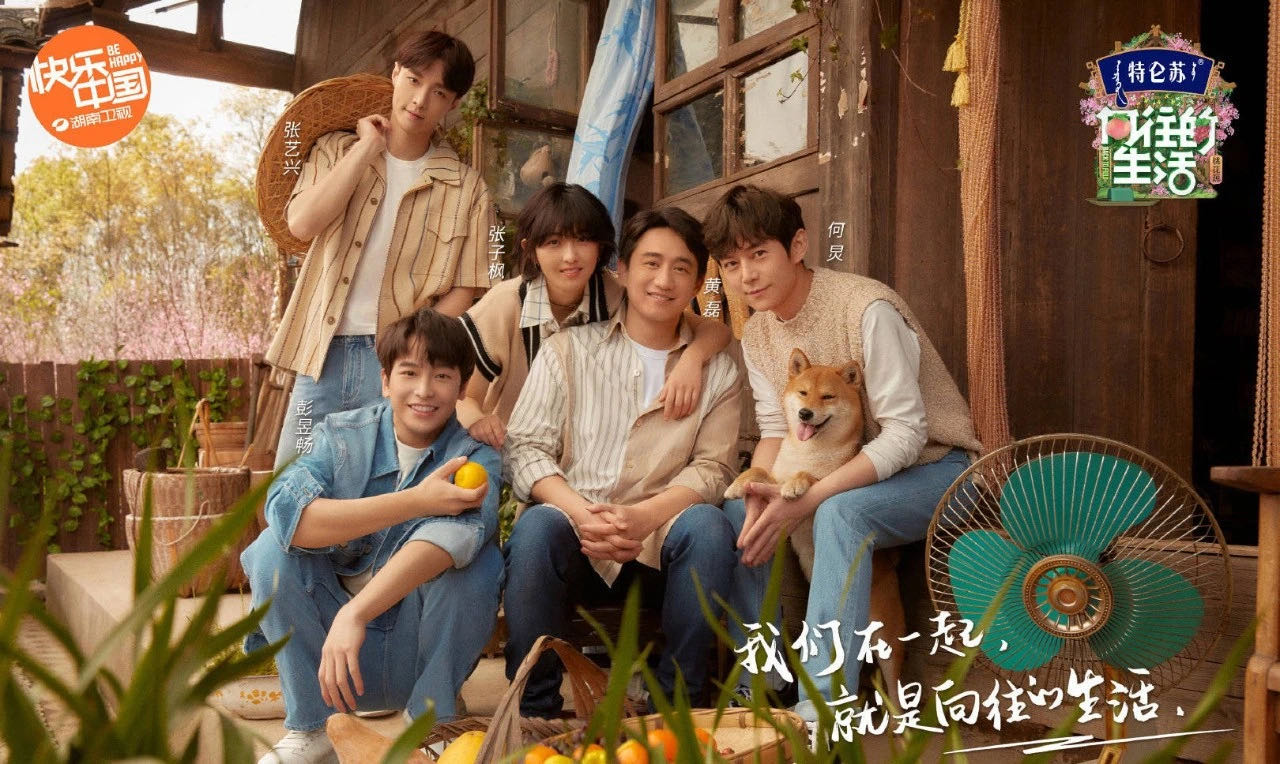 快乐
中国
BE
HAPPY
湖南卫视
张艺兴
张子枫
黄磊
何炅
彭昱畅
特仑苏®
向往的
生活
我们在一起，
就是向往的生活．